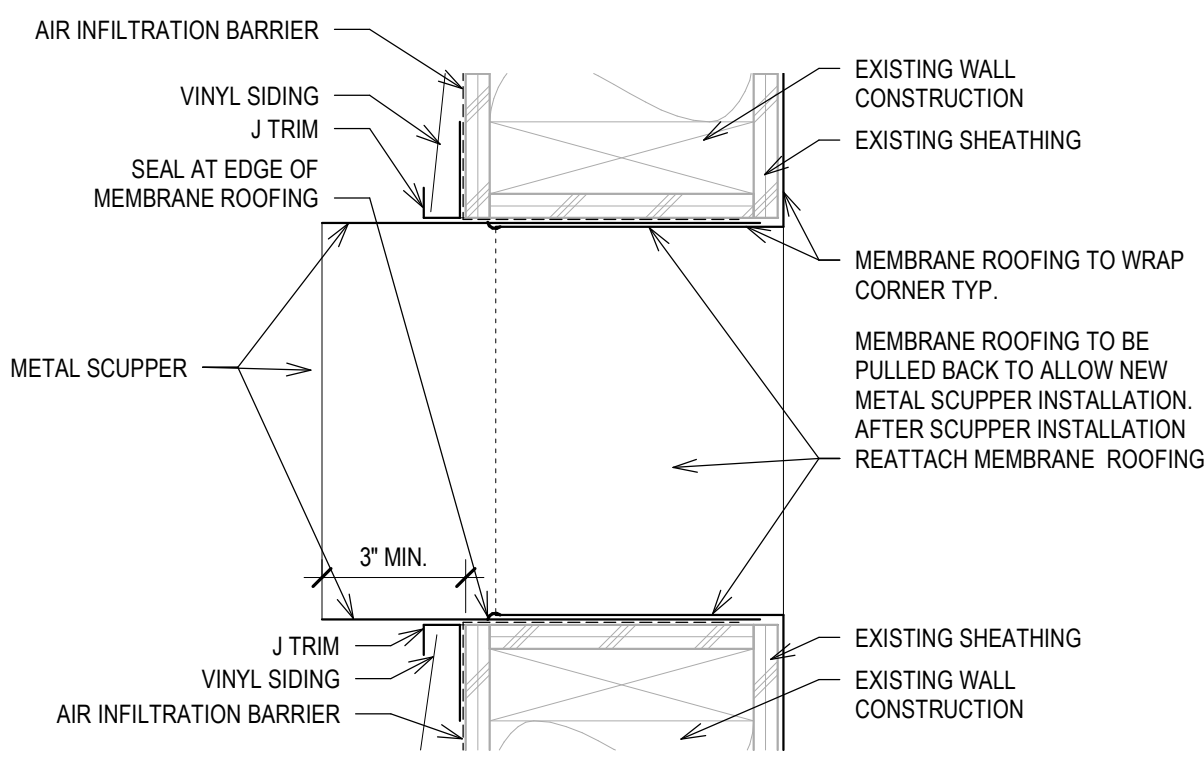 AIR INFILTRATION BARRIER
VINYL SIDING
J TRIM
SEAL AT EDGE OF
MEMBRANE ROOFING
METAL SCUPPER
3" MIN.
J TRIM
VINYL SIDING
AIR INFILTRATION BARRIER
EXISTING WALL
CONSTRUCTION
EXISTING SHEATHING
MEMBRANE ROOFING TO WRAP
CORNER TYP.
MEMBRANE ROOFING TO BE
PULLED BACK TO ALLOW NEW
METAL SCUPPER INSTALLATION.
AFTER SCUPPER INSTALLATION
REATTACH MEMBRANE ROOFING
EXISTING SHEATHING
EXISTING WALL
CONSTRUCTION